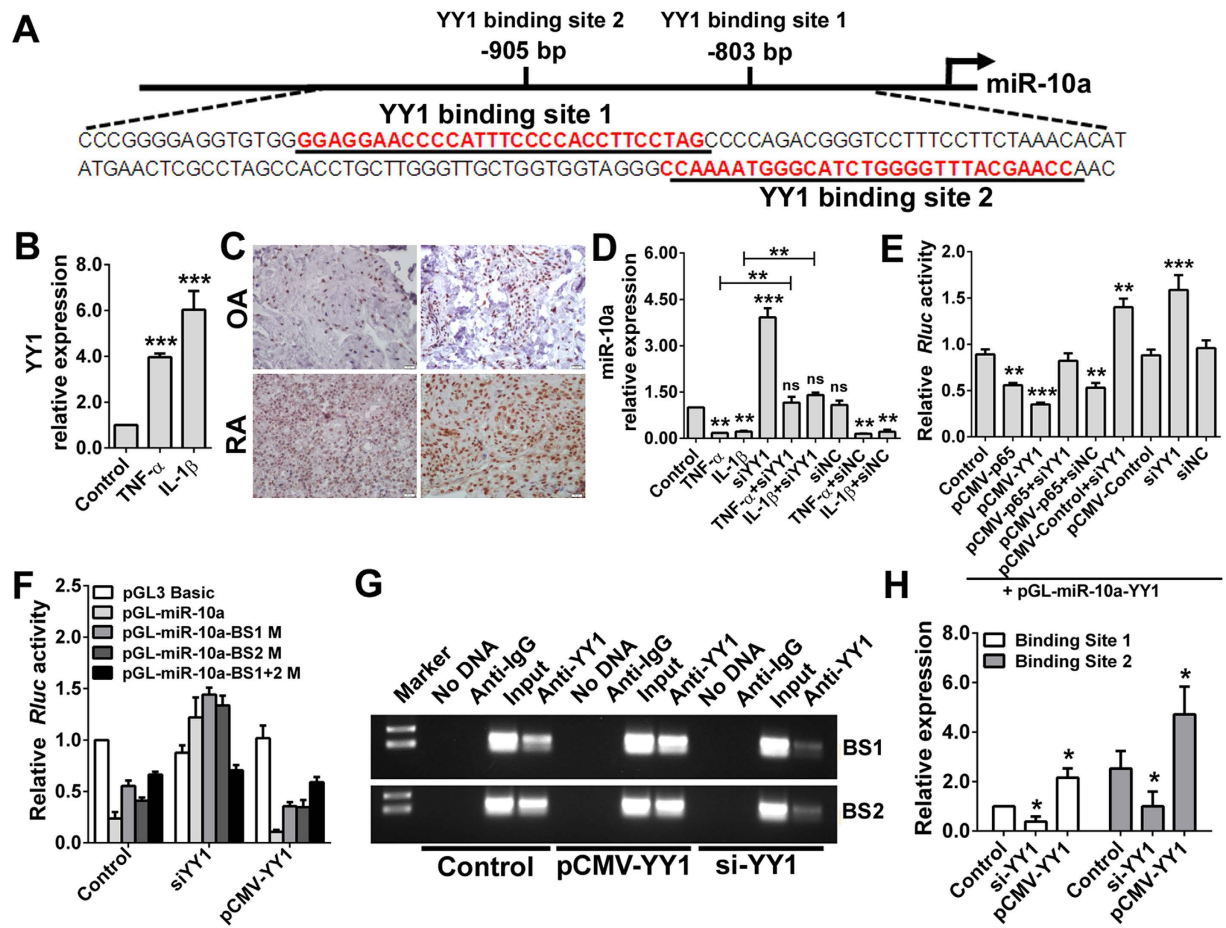 A
YY1 binding site 2
YY1 binding site 1
-905 bp
-803 bp
miR-10a
YY1 binding site 1
CCCGGGGAGGTGTGGGGAGGAACCCCATTTCCCCACCTTCCTAGCCCCAGACGGGTCCTTTCCTTCTAAACACAT
ATGAACTCGCCTAGCCACCTGCTTGGGTTGCTGGTGGTAGGGCCAAAATGGGCATCTGGGGTTTACGAACCAAC
YY1 binding site 2
B
YY1
relative expression
8.0
6.0
4.0
2.0
0.0
***
***
Control
TNF-α
IL-1β
C
OA
RA
D
miR-10a
relative expression
6.00
4.50
3.00
1.50
0.00
**
**
**
**
***
ns
ns
ns
**
**
Control
TNF-α
IL-1β
siYY1
TNF-α+siYY1
IL-1β+siYY1
siNC
TNF-α+siNC
IL-1β+siNC
E
Relative Rluc activity
2.0
1.5
1.0
0.5
0.0
**
***
**
**
***
Control
pCMV-p65
pCMV-YY1
pCMV-p65+siYY1
pCMV-p65+siNC
pCMV-Control+siYY1
pCMV-Control
siYY1
siNC
+ pGL-miR-10a-YY1
F
Relative Rluc activity
2.5
2.0
1.5
1.0
0.5
0.0
pGL3 Basic
pGL-miR-10a
pGL-miR-10a-BS1 M
pGL-miR-10a-BS2 M
pGL-miR-10a-BS1+2 M
Control
siYY1
pCMV-YY1
G
Marker
No DNA
Anti-IgG
Input
Anti-YY1
No DNA
Anti-IgG
Input
Anti-YY1
No DNA
Anti-IgG
Input
Anti-YY1
BS1
BS2
Control
pCMV-YY1
si-YY1
H
Relative expression
8.0
6.0
4.0
2.0
0.0
Binding Site 1
Binding Site 2
*
*
*
*
Control
si-YY1
pCMV-YY1
Control
si-YY1
pCMV-YY1